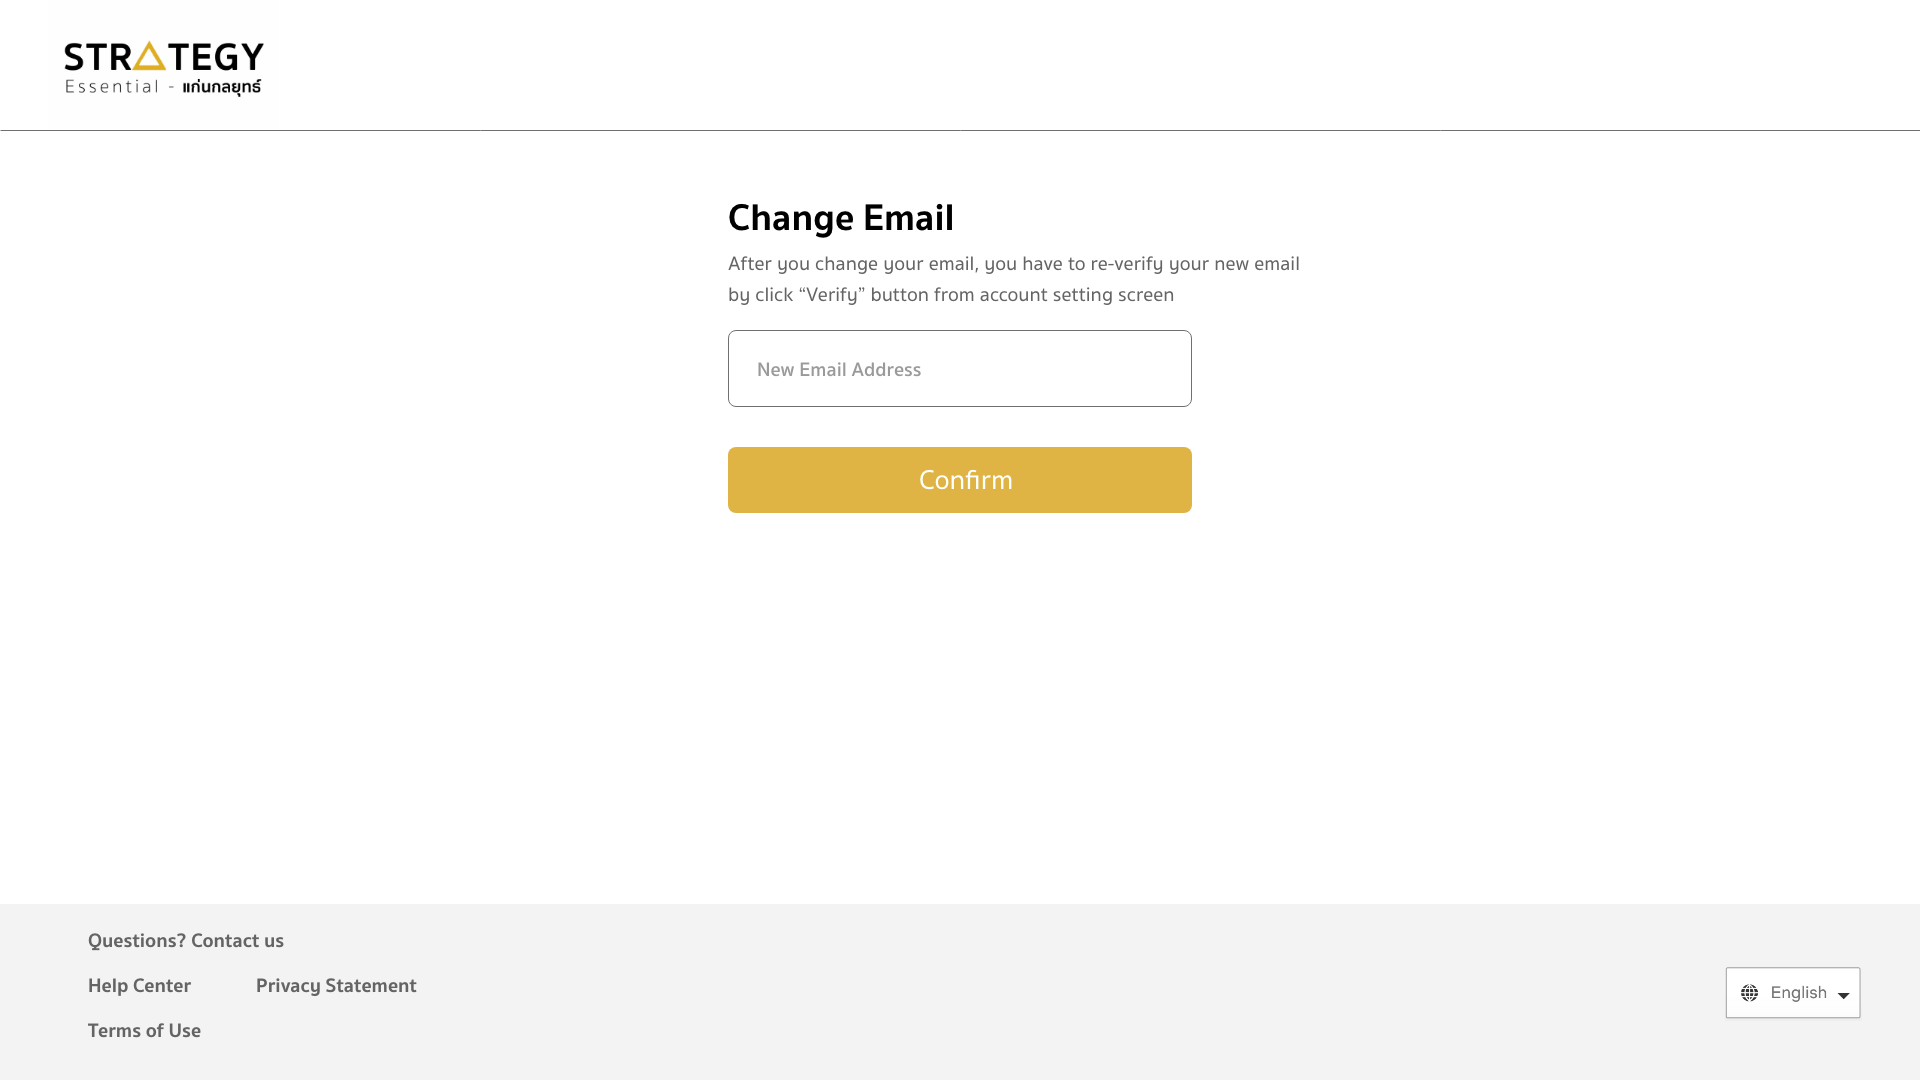 STRATEGY
Essential - แก่นกลยุทธ์
Change Email
After you change your email, you have to re-verify your new email
by click “Verify” button from account setting screen
New Email Address
Confirm
Questions? Contact us
Help Center Privacy Statement
Terms of Use
English